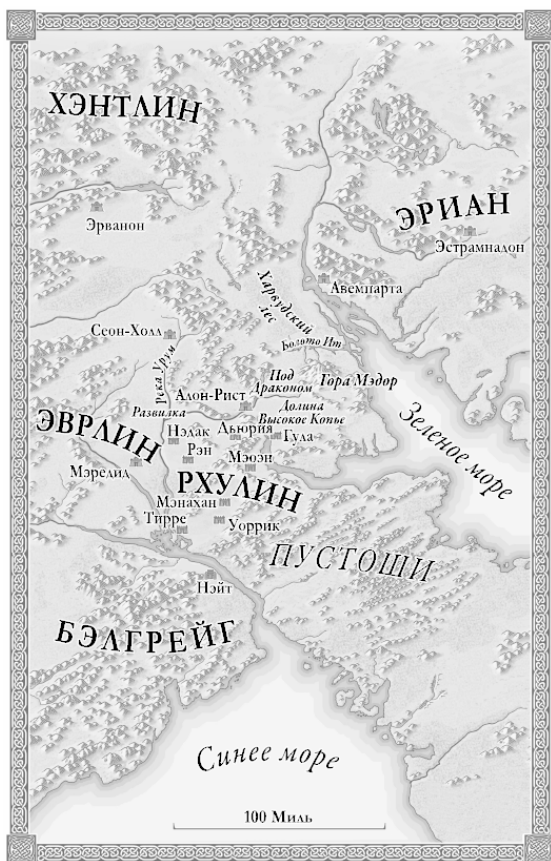 ХЭНТЛИН
ЭРИАН
Эрванон
Эстрамнадон
Авемпарта
Харвудский
лес
Сеон-Холл
Болото Ит
Река Урум
Под
Драконом
Гора Мэдор
Алон-Рист
Долина
Высокое Копье
Зеленое море
Развилка
ЭВРЛИН
Нэдак
Дьюрия
Гула
Рэн
Мэоэн
Мэрелид
РХУЛИН
Мэнахан
Тирре
Уоррик
ПУСТОШИ
Нэйт
БЭЛГРЕЙГ
Синее море
100 Миль